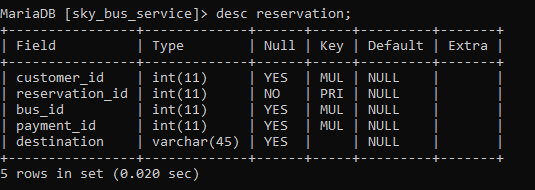 MariaDB [sky_bus_service]> desc reservation;
+----------------+-------------+------+-----+---------+-------+
| Field          | Type        | Null | Key | Default | Extra |
+----------------+-------------+------+-----+---------+-------+
| customer_id    | int(11)     | YES  | MUL | NULL    |       |
| reservation_id | int(11)     | NO   | PRI | NULL    |       |
| bus_id         | int(11)     | YES  | MUL | NULL    |       |
| payment_id     | int(11)     | YES  | MUL | NULL    |       |
| destination    | varchar(45) | YES  |     | NULL    |       |
+----------------+-------------+------+-----+---------+-------+
5 rows in set (0.020 sec)